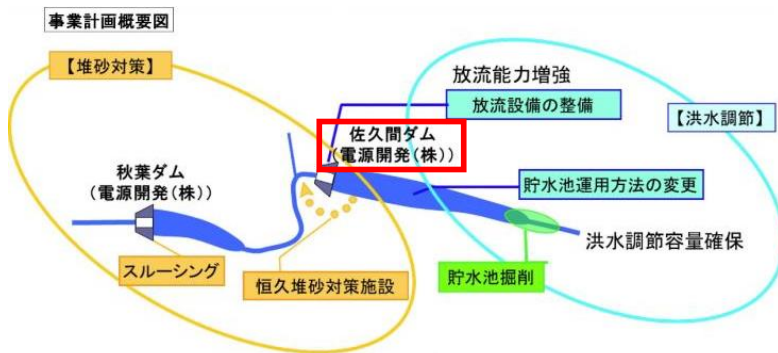 事業計画概要図
【堆砂対策】
放流能力増強
放流設備の整備
【洪水調節】
佐久間ダム
(電源開発(株))
秋葉ダム
(電源開発(株))
貯水池運用方法の変更
洪水調節容量確保
スルーシング
恒久堆砂対策施設
貯水池掘削